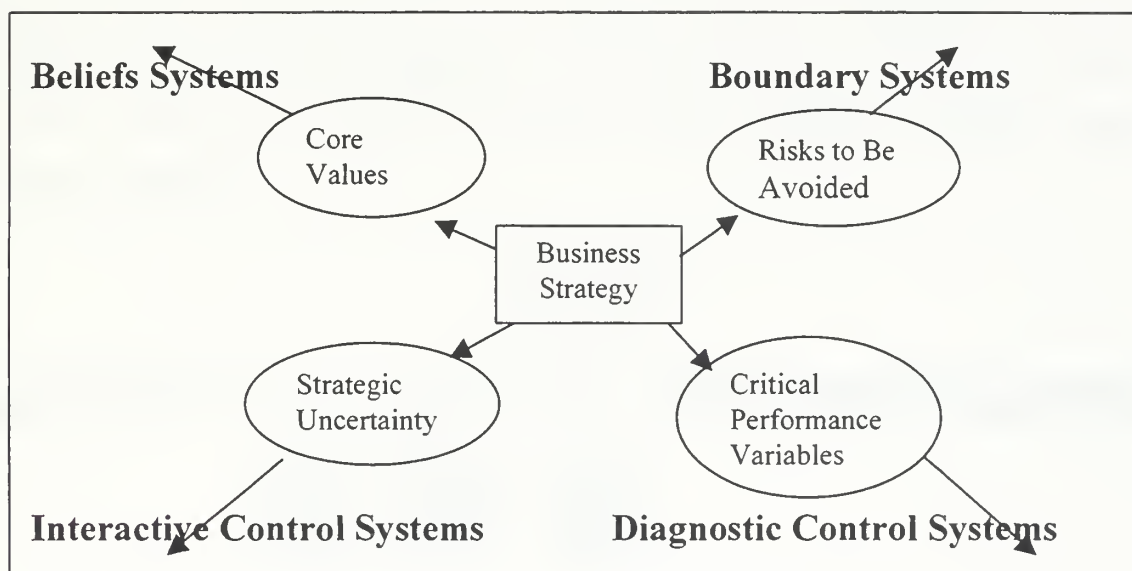 Beliefs Systems
Boundary Systems
Core
Values
Risks to Be
Avoided
Business
Strategy
Strategic
Uncertainty
Critical
Performance
Variables
Interactive Control Systems
Diagnostic Control Systems